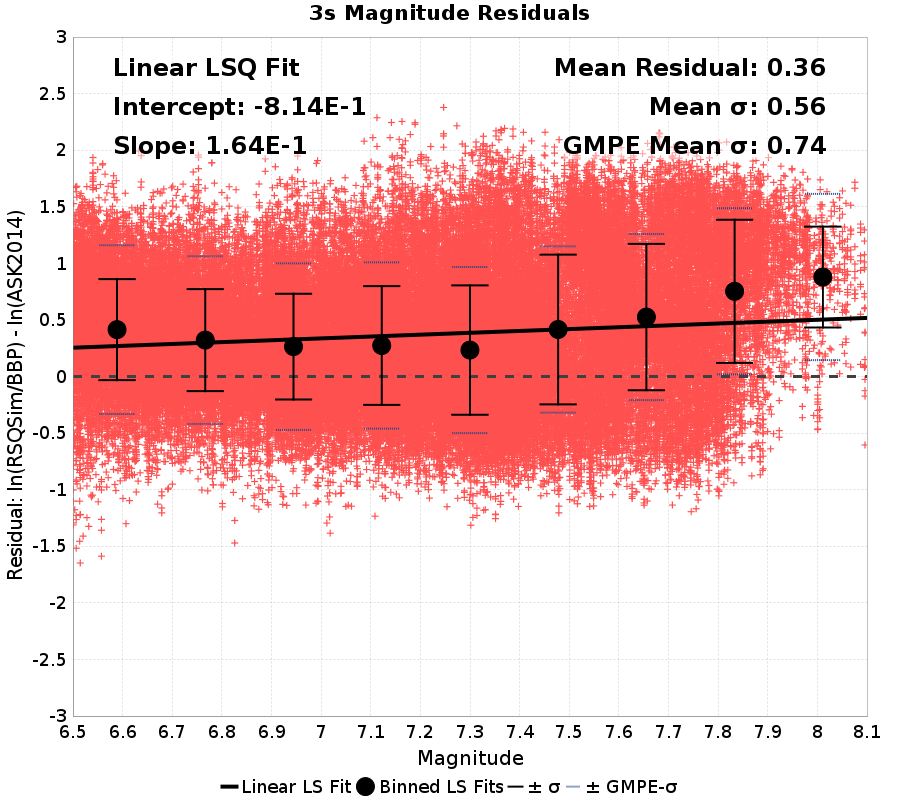 3s Magnitude Residuals
Linear LSQ Fit
Intercept: -8.14E-1
Slope: 1.64E-1
Mean Residual: 0.36
Mean σ: 0.56
GMPE Mean σ: 0.74
Residual: ln(RSQSim/BBP) - ln(ASK2014)
3
2.5
2
1.5
1
0.5
0
-0.5
-1
-1.5
-2
-2.5
-3
6.5 6.6 6.7 6.8 6.9 7 7.1 7.2 7.3 7.4 7.5 7.6 7.7 7.8 7.9 8 8.1
Magnitude
Linear LS Fit Binned LS Fits ± σ ± GMPE-σ